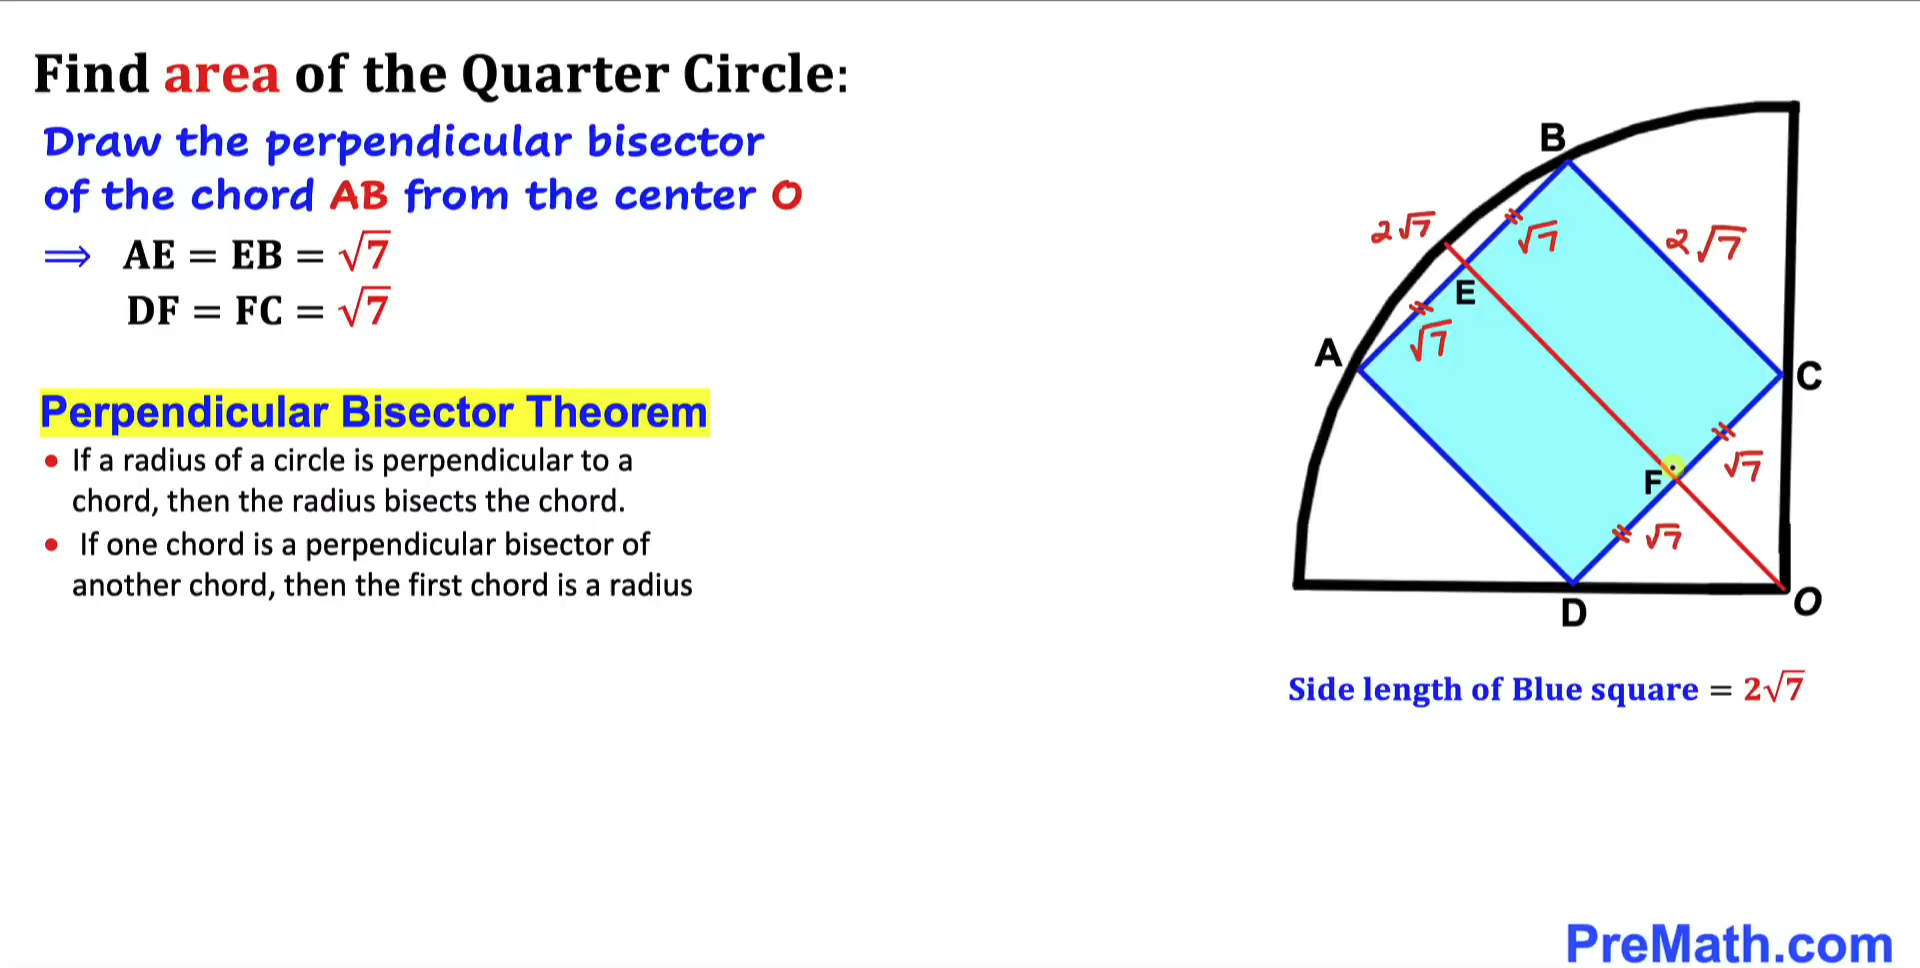 Find area of the Quarter Circle:
Draw the perpendicular bisector
of the chord AB from the center O
⟹ AE = EB = √7
DF = FC = √7
Perpendicular Bisector Theorem
• If a radius of a circle is perpendicular to a
chord, then the radius bisects the chord.
• If one chord is a perpendicular bisector of
another chord, then the first chord is a radius
B
2√7
√7
2√7
E
A
√7
C
F
√7
√7
D
O
Side length of Blue square = 2√7
PreMath.com